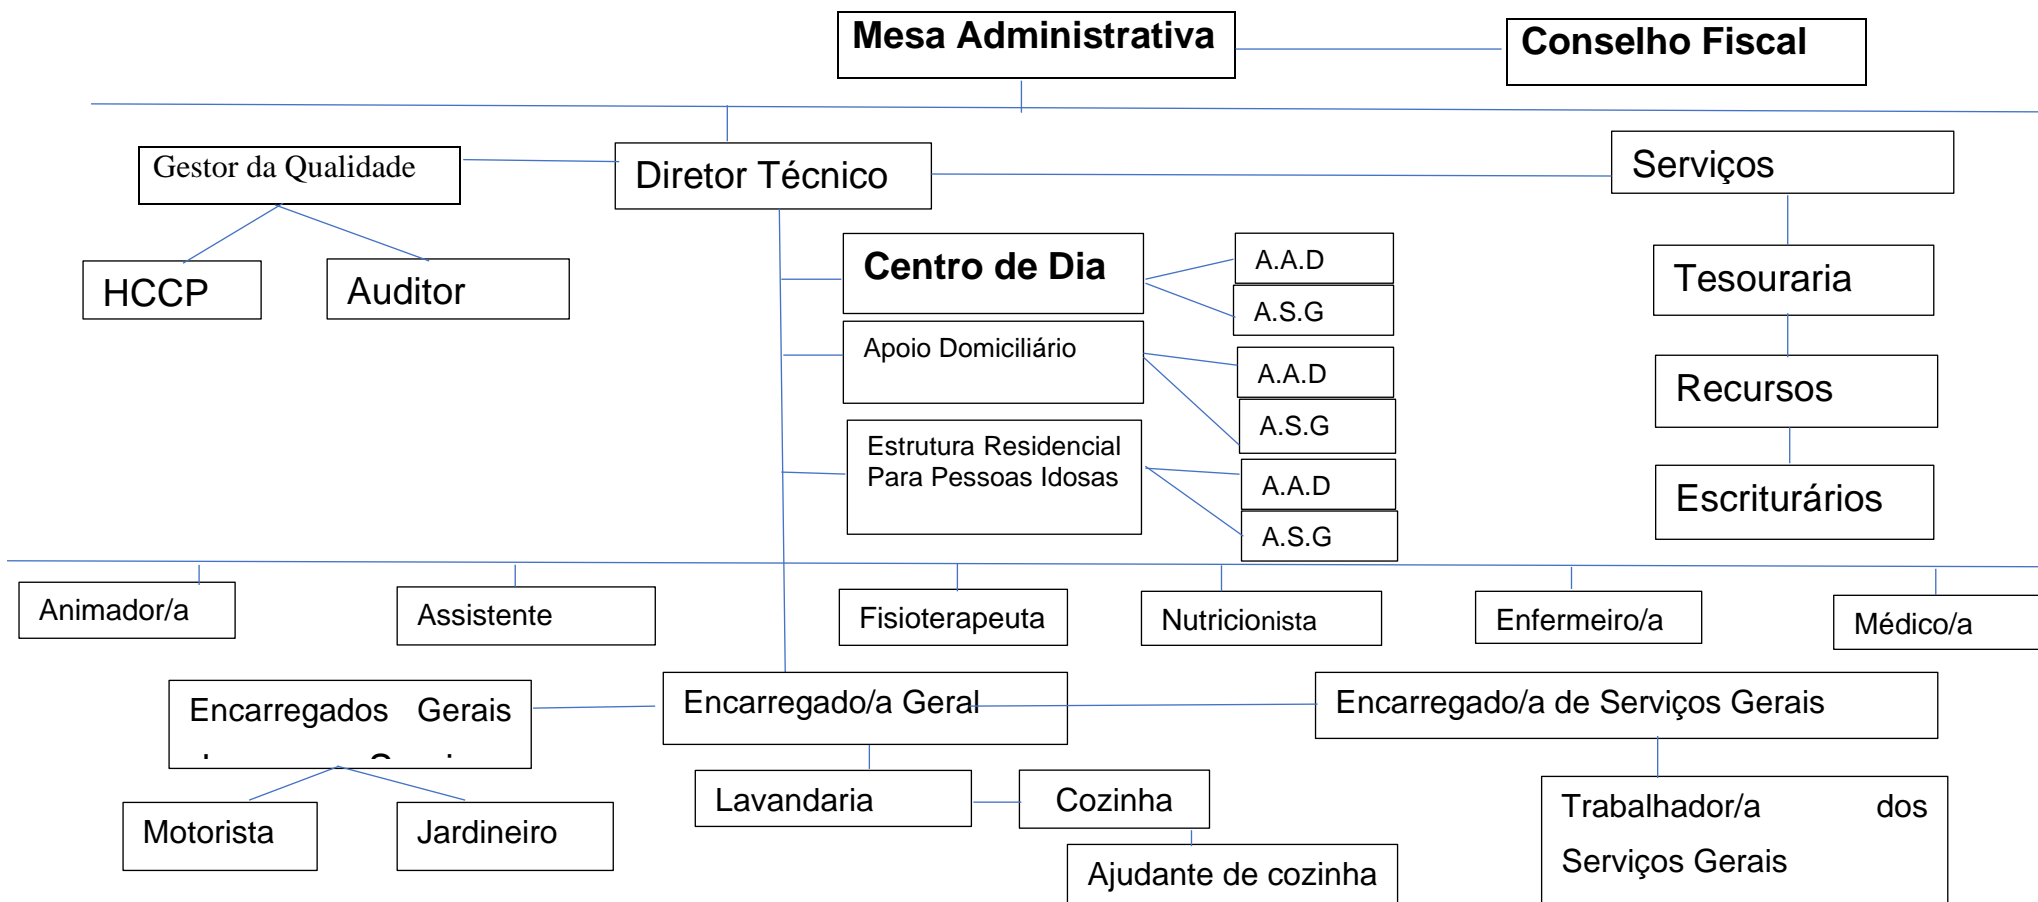 Mesa Administrativa
Conselho Fiscal
Gestor da Qualidade
Diretor Técnico
Serviços
HCCP
Auditor
Centro de Dia
A.A.D
A.S.G
Tesouraria
Apoio Domiciliário
A.A.D
A.S.G
Recursos
Estrutura Residencial
Para Pessoas Idosas
A.A.D
A.S.G
Escriturários
Animador/a
Assistente
Fisioterapeuta
Nutricionista
Enfermeiro/a
Médico/a
Encarregados Gerais
Encarregado/a Geral
Encarregado/a de Serviços Gerais
Lavandaria
Cozinha
Motorista
Jardineiro
Ajudante de cozinha
Trabalhador/a dos
Serviços Gerais